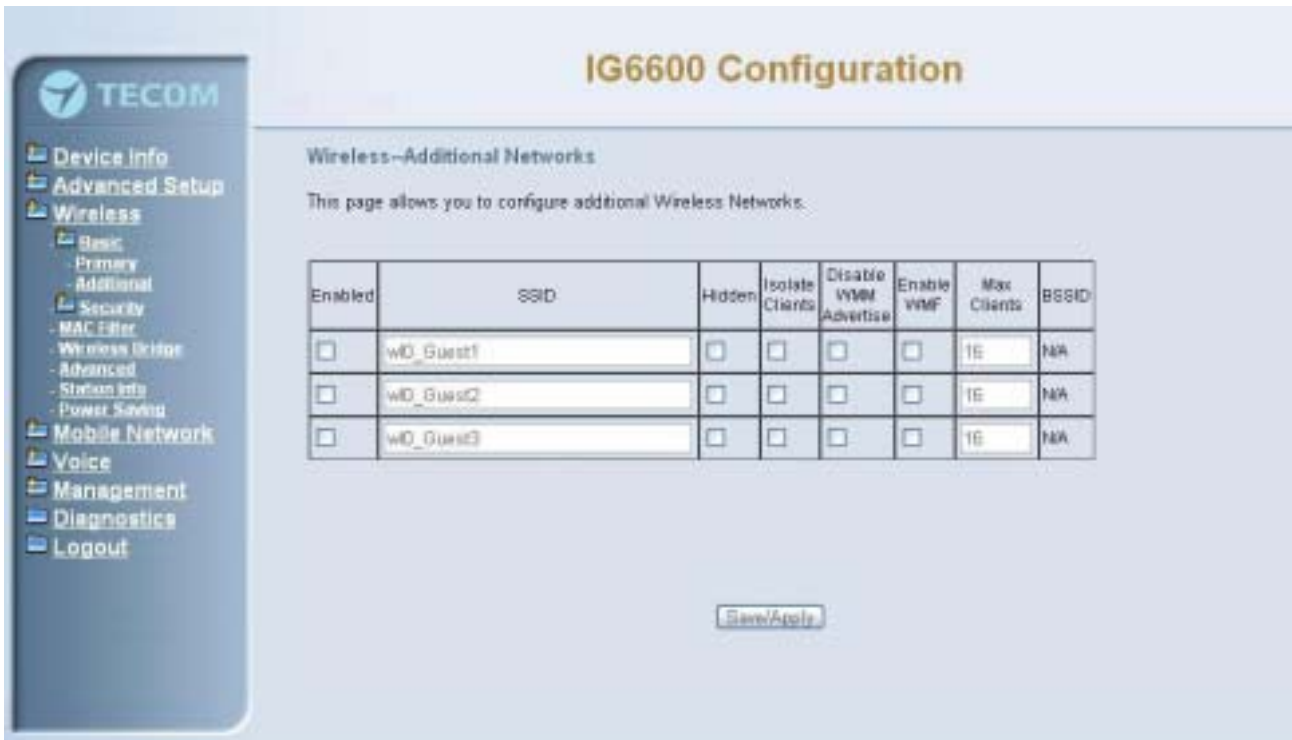 IG6600 Configuration
TECOM
Device Info
Advanced Setup
Wireless
Basic
Primary
- Additional
Security
- MAC Filter
- Wireless Bridge
- Advanced
- Station Info
- Power Saving
Mobile Network
Voice
Management
Diagnostics
Logout
Wireless--Additional Networks
This page allows you to configure additional Wireless Networks.
Enabled SSID Hidden Isolate Clients Disable WMM Advertise Enable WMF Max Clients BSSID
wl0_Guest1 16 N/A
wl0_Guest2 16 N/A
wl0_Guest3 16 N/A
Save/Apply